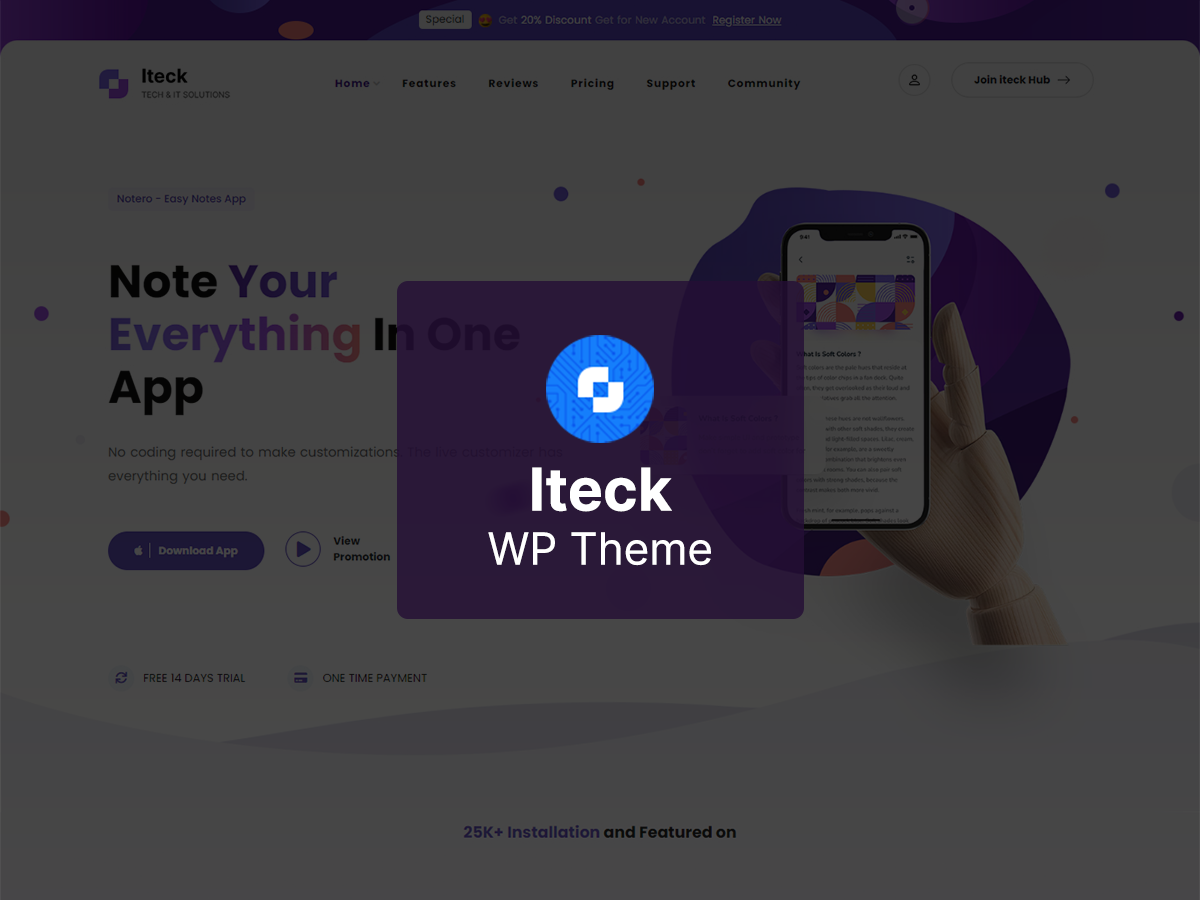 Special Get 20% Discount Get for New Account Register Now
Iteck
TECH & IT SOLUTIONS
Home Features Reviews Pricing Support Community
Join iteck Hub
Notero - Easy Notes App
Note Your
Everything In One
App
No coding required to make customizations. The live customizer has
everything you need.
Download App
View
Promotion
FREE 14 DAYS TRIAL
ONE TIME PAYMENT
9:41
What Is Soft Colors ?
Iteck
WP Theme
25K+ Installation and Featured on